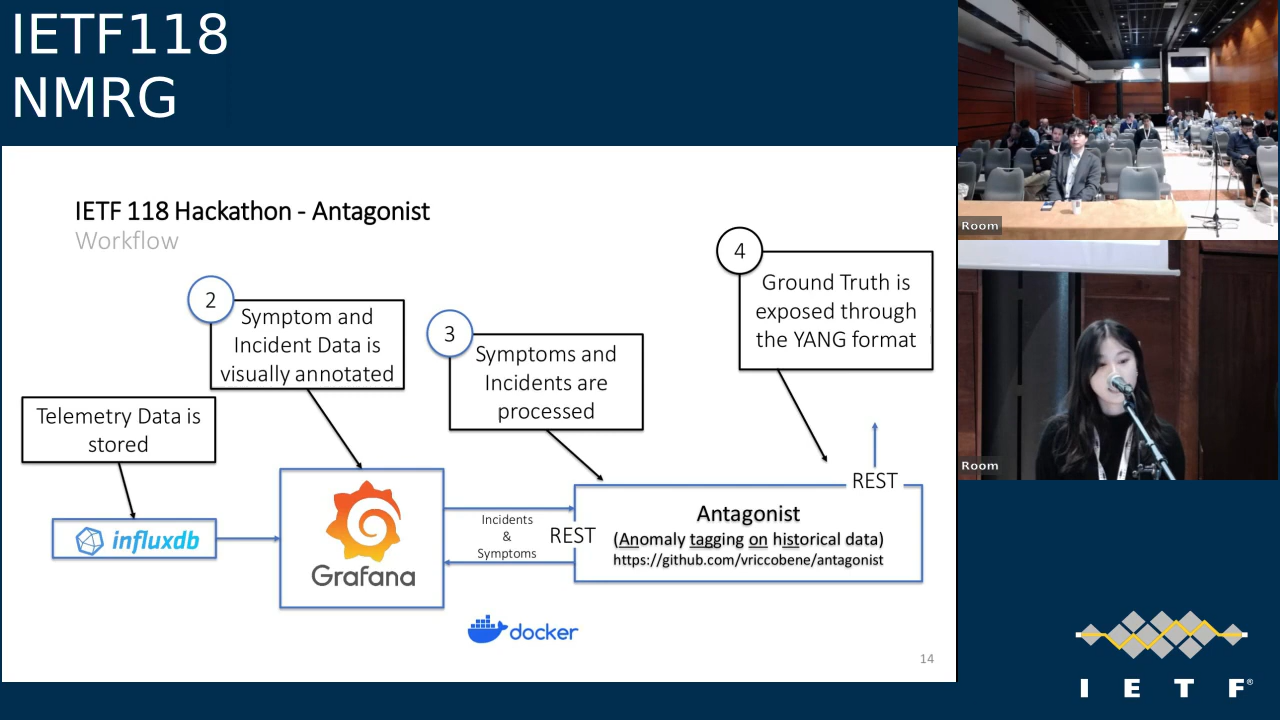 IETF118
NMRG
IETF 118 Hackathon - Antagonist
Workflow
Telemetry Data is
stored
2
Symptom and
Incident Data is
visually annotated
3
Symptoms and
Incidents are
processed
4
Ground Truth is
exposed through
the YANG format
influxdb
Grafana
Incidents
&
Symptoms
REST
REST
Antagonist
(Anomaly tagging on historical data)
https://github.com/vriccobene/antagonist
docker
14
Room
Room
I E T F®